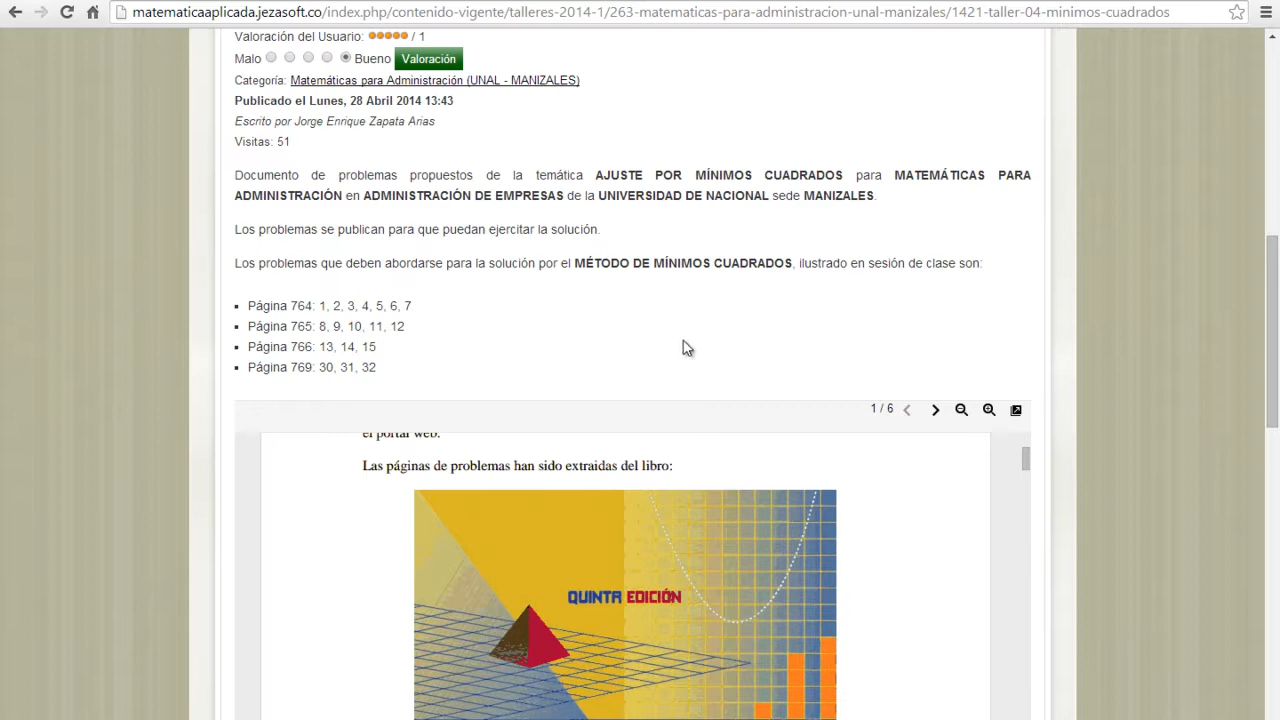 matematicaaplicada.jezasoft.co/index.php/contenido-vigente/talleres-2014-1/263-matematicas-para-administracion-unal-manizales/1421-taller-04-minimos-cuadrados
Valoración del Usuario: / 1
Malo Bueno Valoración
Categoría: Matemáticas para Administración (UNAL - MANIZALES)
Publicado el Lunes, 28 Abril 2014 13:43
Escrito por Jorge Enrique Zapata Arias
Visitas: 51
Documento de problemas propuestos de la temática AJUSTE POR MÍNIMOS CUADRADOS para MATEMÁTICAS PARA
ADMINISTRACIÓN en ADMINISTRACIÓN DE EMPRESAS de la UNIVERSIDAD DE NACIONAL sede MANIZALES.
Los problemas se publican para que puedan ejercitar la solución.
Los problemas que deben abordarse para la solución por el MÉTODO DE MÍNIMOS CUADRADOS, ilustrado en sesión de clase son:
Página 764: 1, 2, 3, 4, 5, 6, 7
Página 765: 8, 9, 10, 11, 12
Página 766: 13, 14, 15
Página 769: 30, 31, 32
1 / 6
el portal web.
Las páginas de problemas han sido extraidas del libro:
QUINTA EDICIÓN